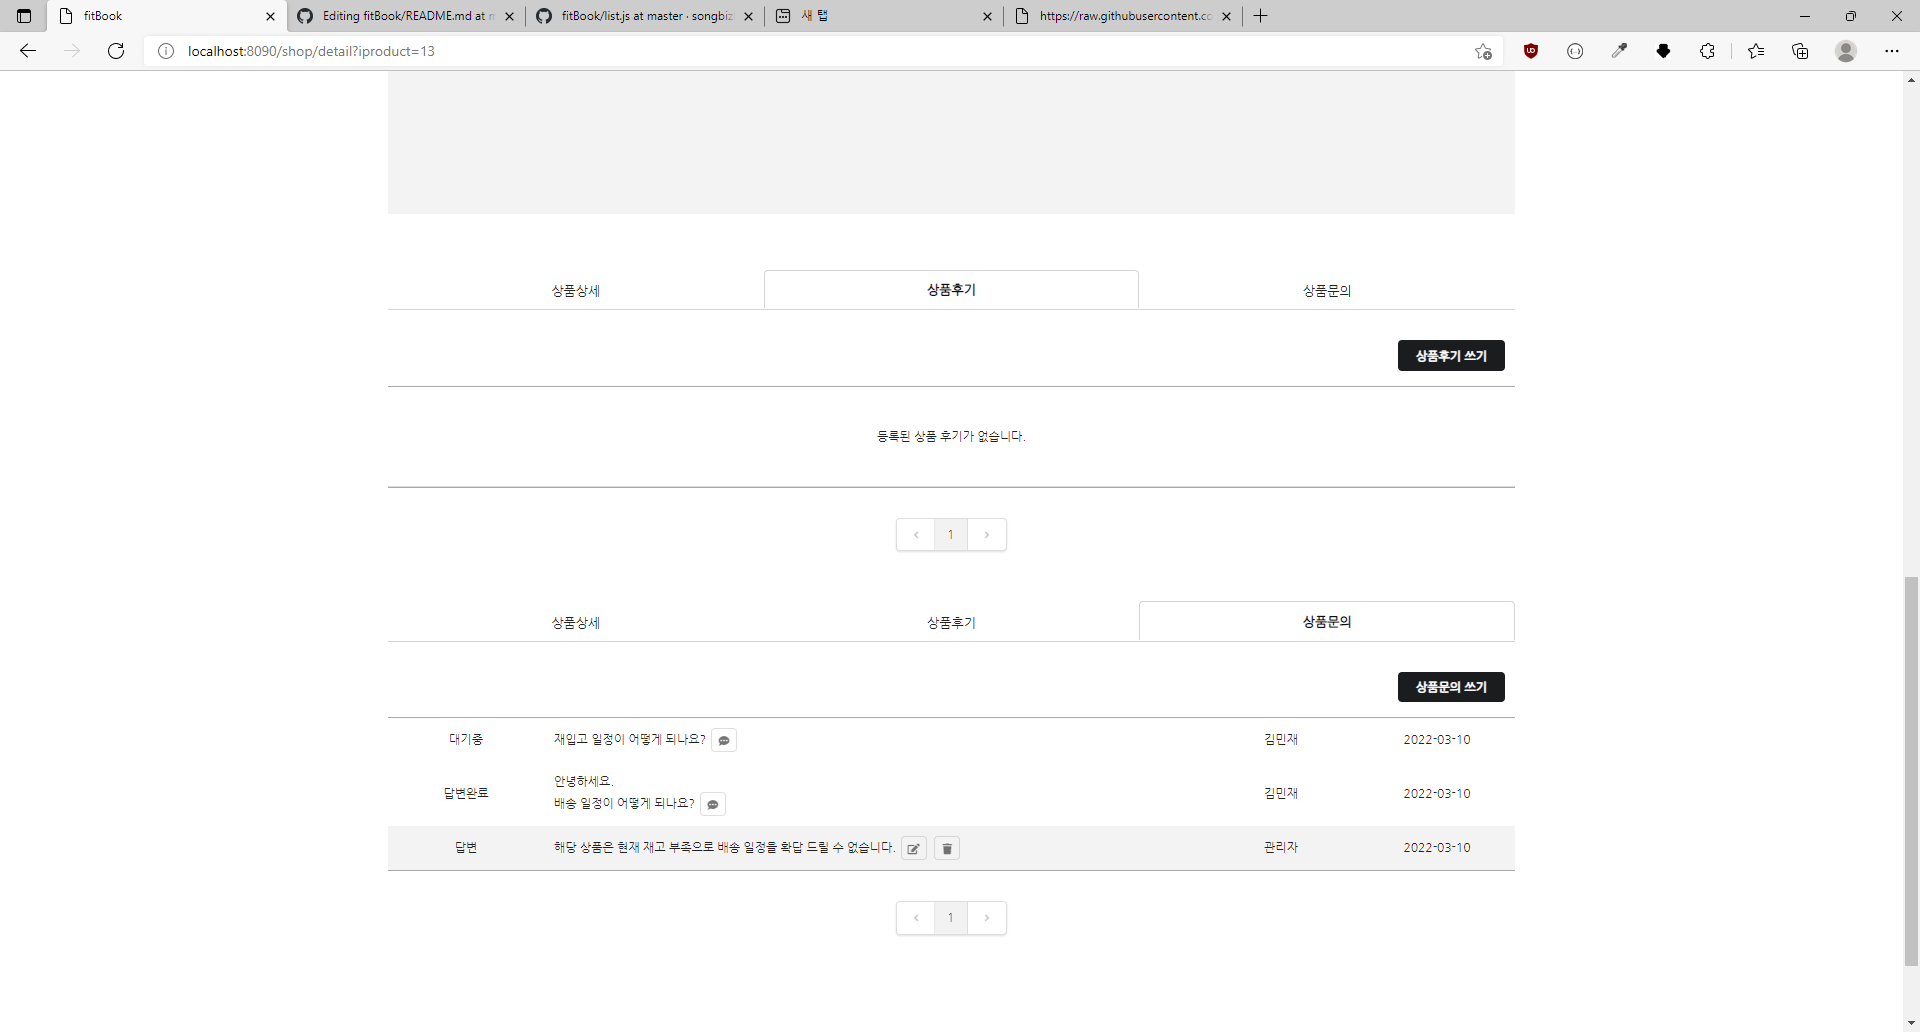 fitBook
Editing fitBook/README.md at m
fitBook/list.js at master · songbiz
새 탭
https://raw.githubusercontent.cc
localhost:8090/shop/detail?iproduct=13
상품상세
상품후기
상품문의
상품후기 쓰기
등록된 상품 후기가 없습니다.
1
상품상세
상품후기
상품문의
상품문의 쓰기
대기중 재입고 일정이 어떻게 되나요? 김민재 2022-03-10
안녕하세요.
답변완료 배송 일정이 어떻게 되나요? 김민재 2022-03-10
답변 해당 상품은 현재 재고 부족으로 배송 일정을 확답 드릴 수 없습니다. 관리자 2022-03-10
1